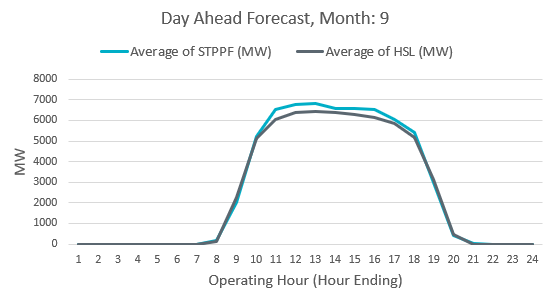 Day Ahead Forecast, Month: 9
Average of STPPF (MW) Average of HSL (MW)
8000
7000
6000
5000
4000
3000
2000
1000
0
MW
1 2 3 4 5 6 7 8 9 10 11 12 13 14 15 16 17 18 19 20 21 22 23 24
Operating Hour (Hour Ending)